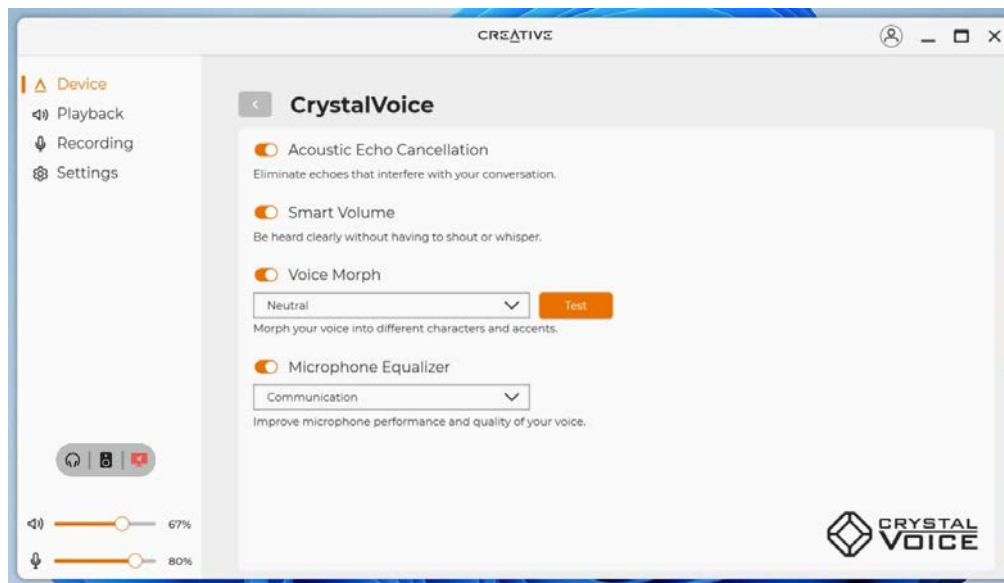 CREATIVE
Device
Playback
Recording
Settings
CrystalVoice
Acoustic Echo Cancellation
Eliminate echoes that interfere with your conversation.
Smart Volume
Be heard clearly without having to shout or whisper.
Voice Morph
Neutral
Test
Morph your voice into different characters and accents.
Microphone Equalizer
Communication
Improve microphone performance and quality of your voice.
67%
80%
CRYSTAL
VOICE